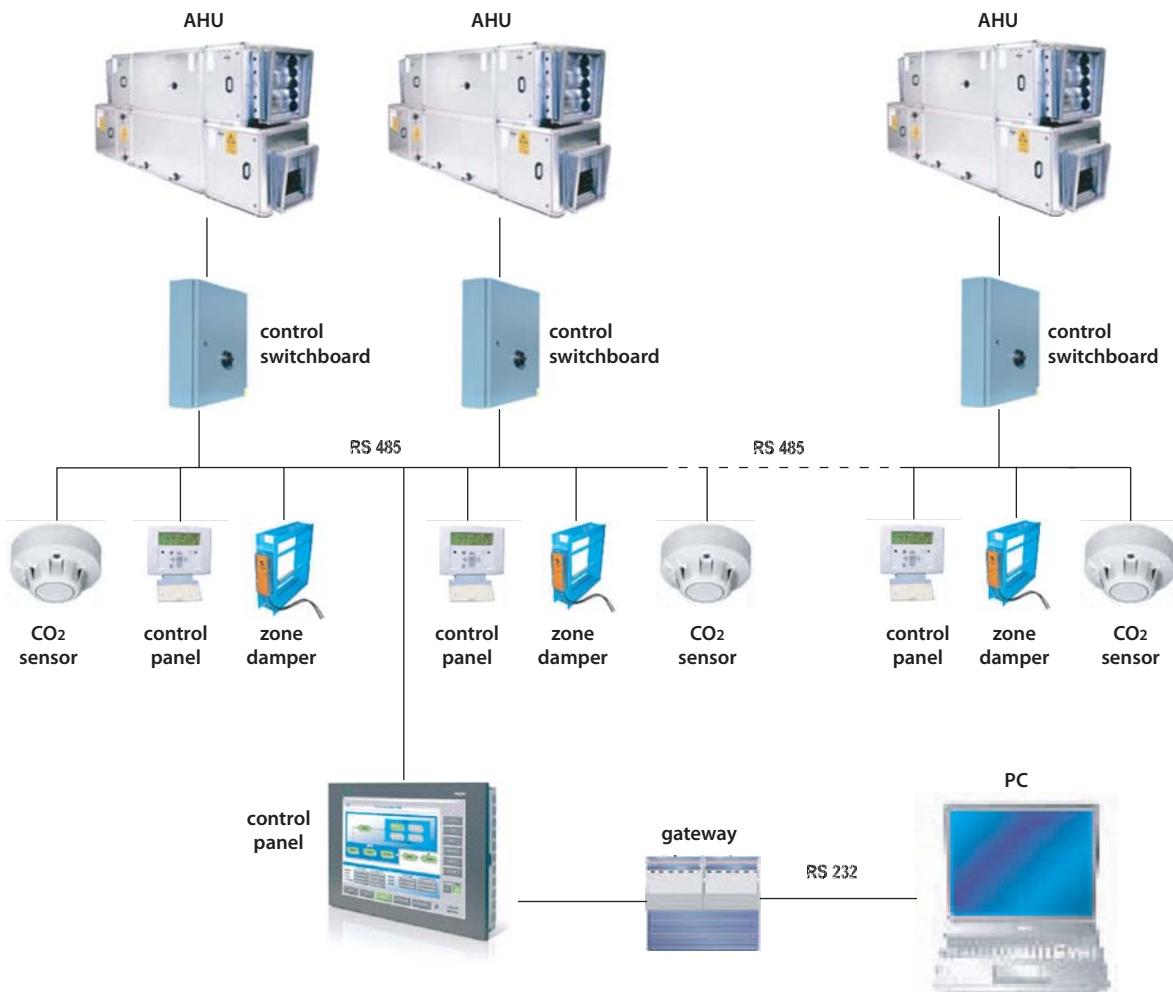 AHU
AHU
AHU
control
switchboard
control
switchboard
control
switchboard
RS 485
RS 485
CO2
sensor
control
panel
zone
damper
control
panel
zone
damper
CO2
sensor
control
panel
zone
damper
CO2
sensor
control
panel
gateway
RS 232
PC